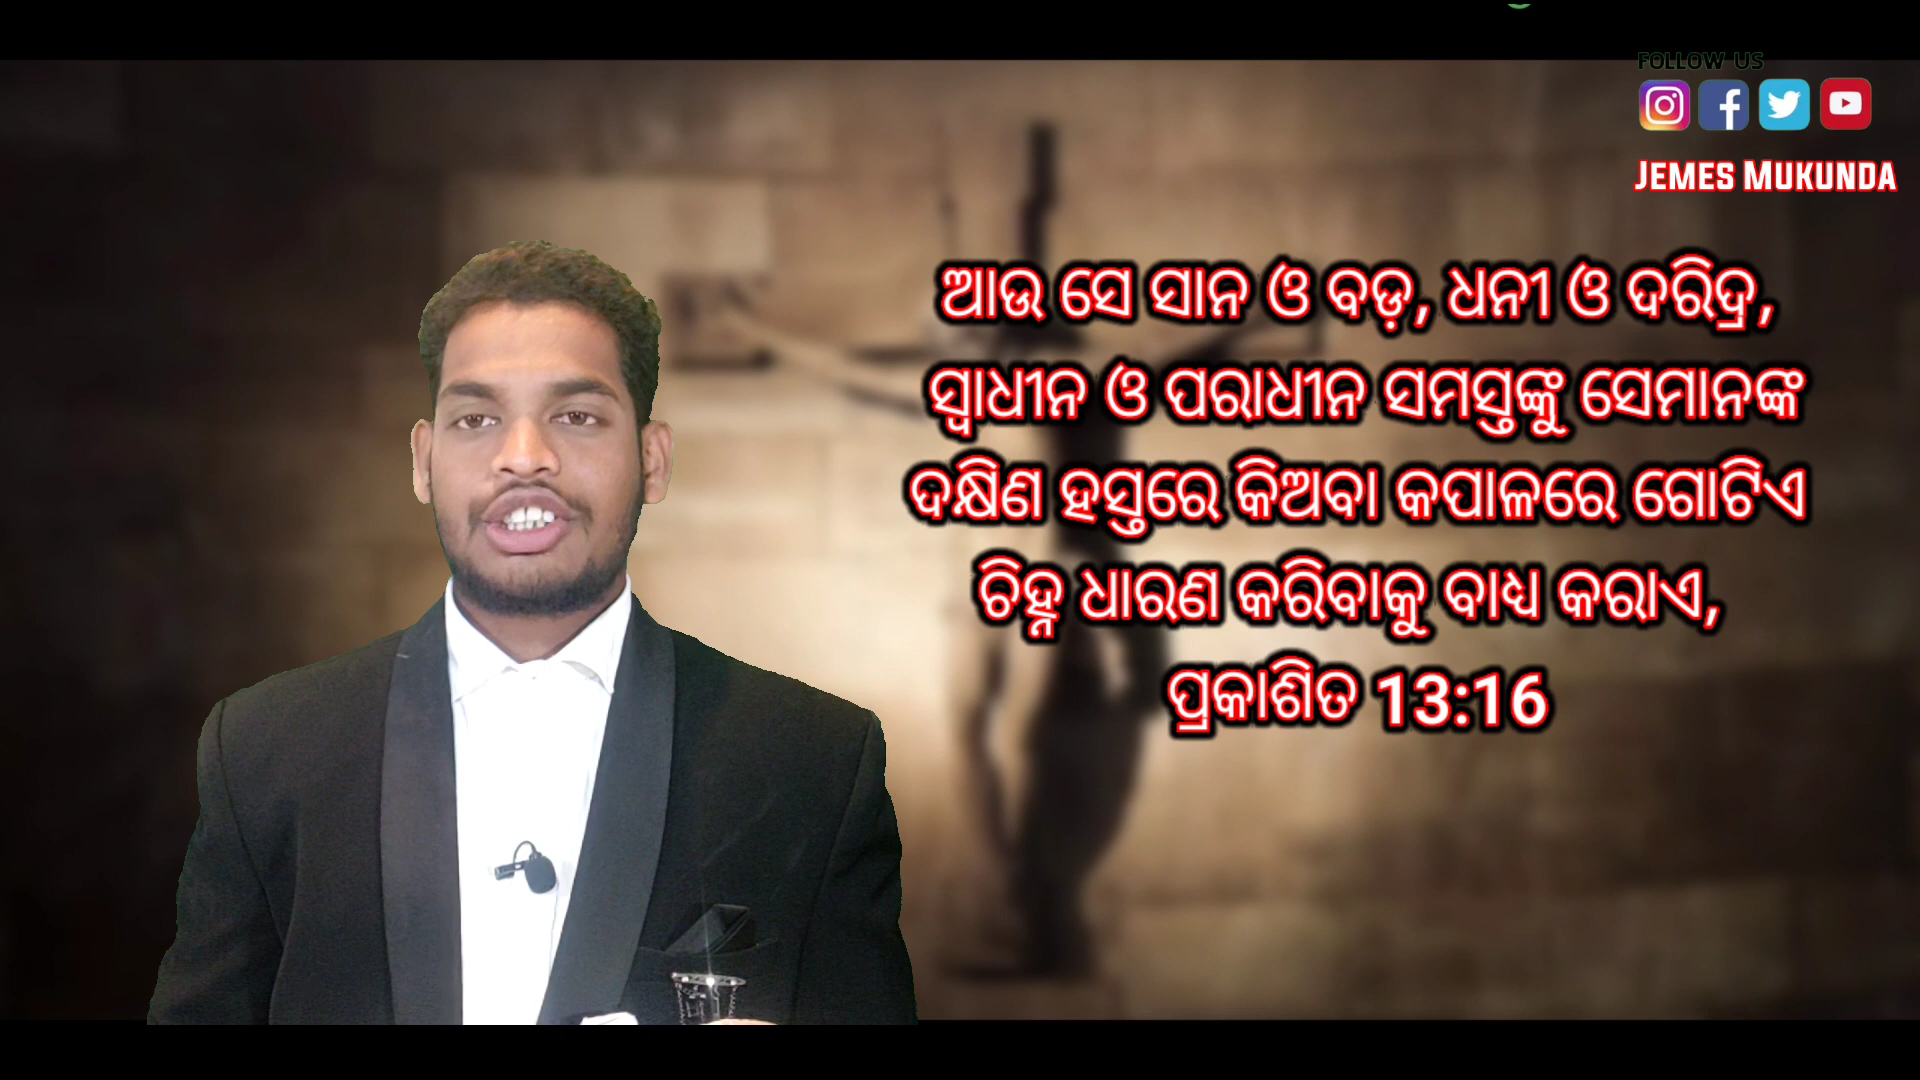 FOLLOW US
JEMES MUKUNDA
ଆଉ ସେ ସାନ ଓ ବଡ଼, ଧନୀ ଓ ଦରିଦ୍ର,
ସ୍ୱାଧୀନ ଓ ପରାଧୀନ ସମସ୍ତଙ୍କୁ ସେମାନଙ୍କ
ଦକ୍ଷିଣ ହସ୍ତରେ କିଅବା କପାଳରେ ଗୋଟିଏ
ଚିହ୍ନ ଧାରଣ କରିବାକୁ ବାଧ୍ୟ କରାଏ,
ପ୍ରକାଶିତ 13:16